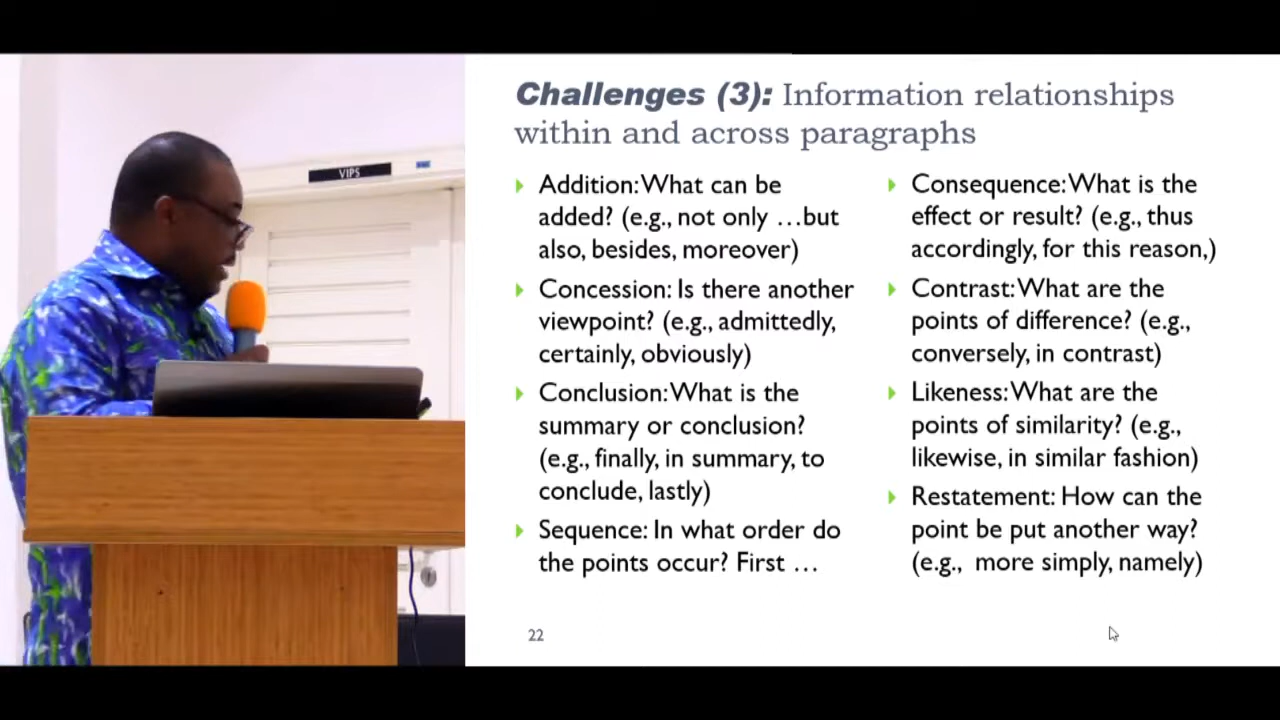 VIPS
Challenges (3): Information relationships
within and across paragraphs
Addition: What can be
added? (e.g., not only …but
also, besides, moreover)
Concession: Is there another
viewpoint? (e.g., admittedly,
certainly, obviously)
Conclusion: What is the
summary or conclusion?
(e.g., finally, in summary, to
conclude, lastly)
Sequence: In what order do
the points occur? First …
Consequence: What is the
effect or result? (e.g., thus
accordingly, for this reason,)
Contrast: What are the
points of difference? (e.g.,
conversely, in contrast)
Likeness: What are the
points of similarity? (e.g.,
likewise, in similar fashion)
Restatement: How can the
point be put another way?
(e.g., more simply, namely)
22